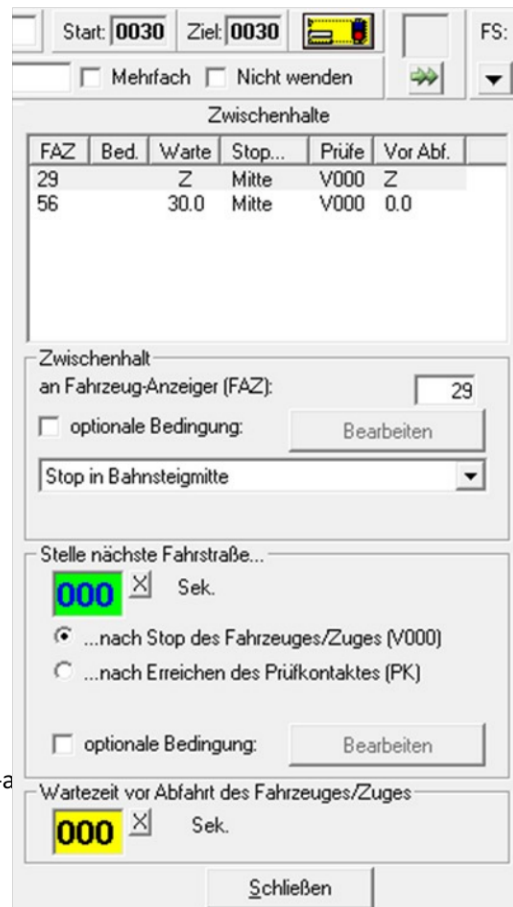 Start: 0030 Ziel: 0030 FS:
Mehrfach Nicht wenden
Zwischenhalte
FAZ Bed. Warte Stop... Prüfe Vor Abf.
29 Z Mitte V000 Z
56 30.0 Mitte V000 0.0
Zwischenhalt
an Fahrzeug-Anzeiger (FAZ): 29
optionale Bedingung: Bearbeiten
Stop in Bahnsteigmitte
Stelle nächste Fahrstraße...
000 X Sek.
...nach Stop des Fahrzeuges/Zuges (V000)
...nach Erreichen des Prüfkontaktes (PK)
optionale Bedingung: Bearbeiten
-a
Wartezeit vor Abfahrt des Fahrzeuges/Zuges
000 X Sek.
Schließen